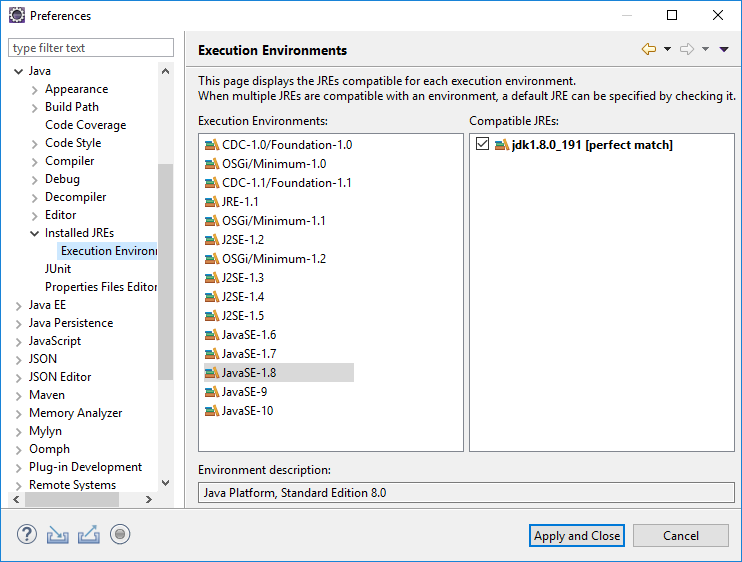 Preferences
type filter text
Java
Appearance
Build Path
Code Coverage
Code Style
Compiler
Debug
Decompiler
Editor
Installed JREs
Execution Environ
JUnit
Properties Files Editor
Java EE
Java Persistence
JavaScript
JSON
JSON Editor
Maven
Memory Analyzer
Mylyn
Oomph
Plug-in Development
Remote Systems
Execution Environments
This page displays the JREs compatible for each execution environment.
When multiple JREs are compatible with an environment, a default JRE can be specified by checking it.
Execution Environments:
CDC-1.0/Foundation-1.0
OSGi/Minimum-1.0
CDC-1.1/Foundation-1.1
JRE-1.1
OSGi/Minimum-1.1
J2SE-1.2
OSGi/Minimum-1.2
J2SE-1.3
J2SE-1.4
J2SE-1.5
JavaSE-1.6
JavaSE-1.7
JavaSE-1.8
JavaSE-9
JavaSE-10
Compatible JREs:
jdk1.8.0_191 [perfect match]
Environment description:
Java Platform, Standard Edition 8.0
?
Apply and Close
Cancel